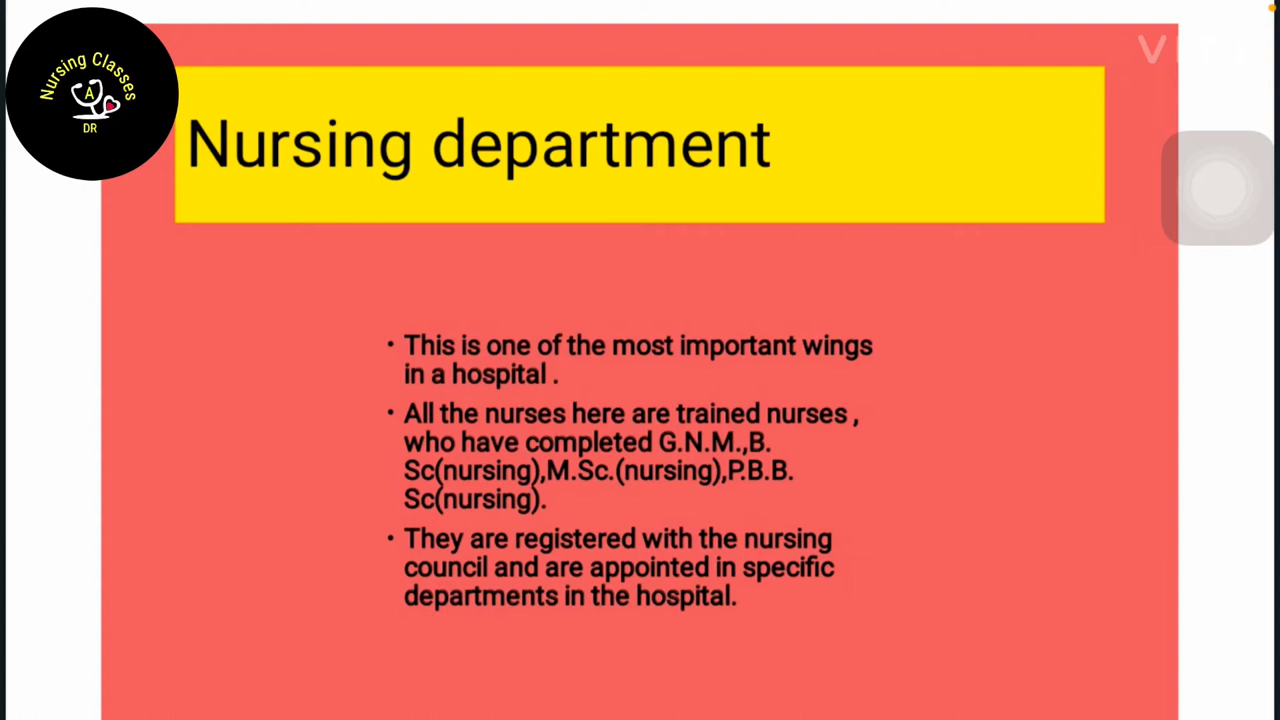 Nursing Classes
A
DR
Nursing department
• This is one of the most important wings
in a hospital .
• All the nurses here are trained nurses ,
who have completed G.N.M.,B.
Sc(nursing),M.Sc.(nursing),P.B.B.
Sc(nursing).
• They are registered with the nursing
council and are appointed in specific
departments in the hospital.